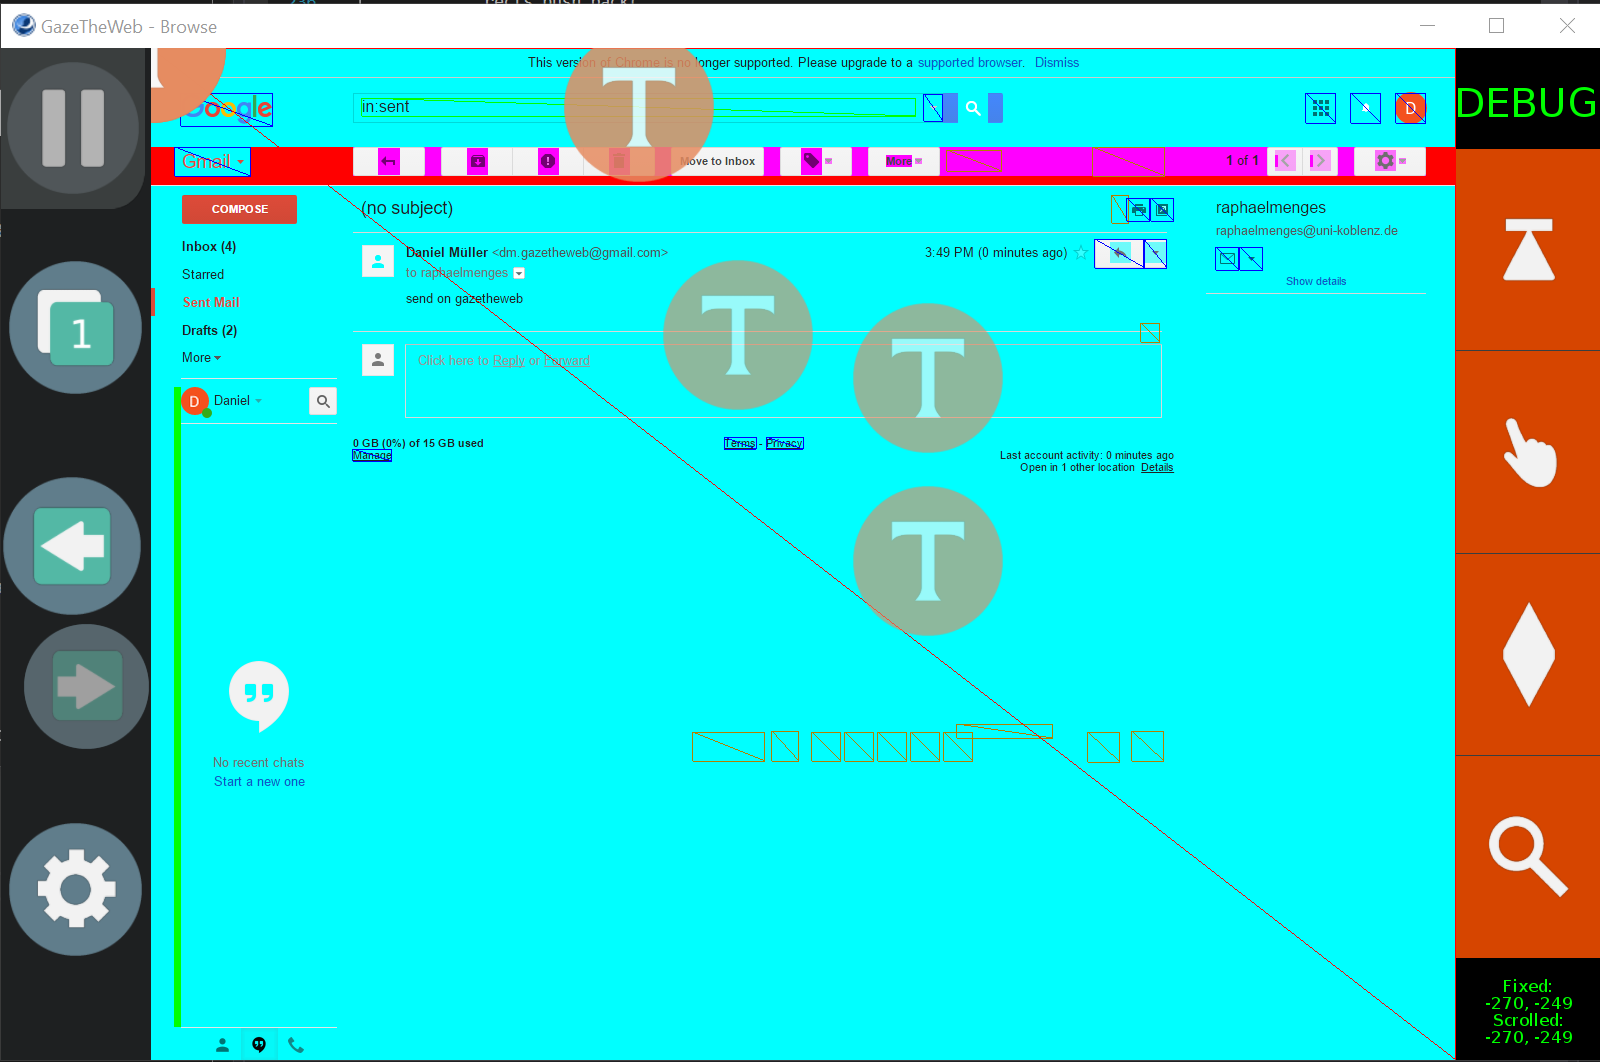 GazeTheWeb - Browse
This version of Chrome is no longer supported. Please upgrade to a supported browser. Dismiss
DEBUG
Google
in:sent
T
D
Gmail
Move to Inbox
More
1 of 1
COMPOSE
(no subject)
raphaelmenges
raphaelmenges@uni-koblenz.de
Inbox (4)
Daniel Müller <dm.gazetheweb@gmail.com>
3:49 PM (0 minutes ago)
to raphaelmenges
Starred
Show details
Sent Mail
send on gazetheweb
T
T
Drafts (2)
1
More
Click here to Reply or Forward
D Daniel
0 GB (0%) of 15 GB used
Manage
Terms - Privacy
Last account activity: 0 minutes ago
Open in 1 other location Details
T
No recent chats
Start a new one
Fixed:
-270, -249
Scrolled:
-270, -249